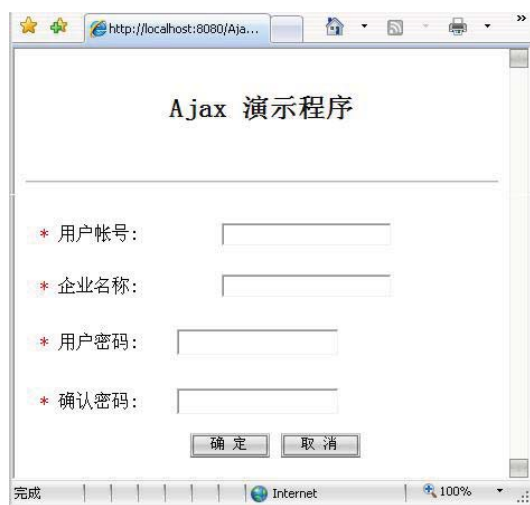 http://localhost:8080/Aja...
»
Ajax 演示程序
* 用户帐号:
* 企业名称:
* 用户密码:
* 确认密码:
确 定 取 消
完成 Internet 100%